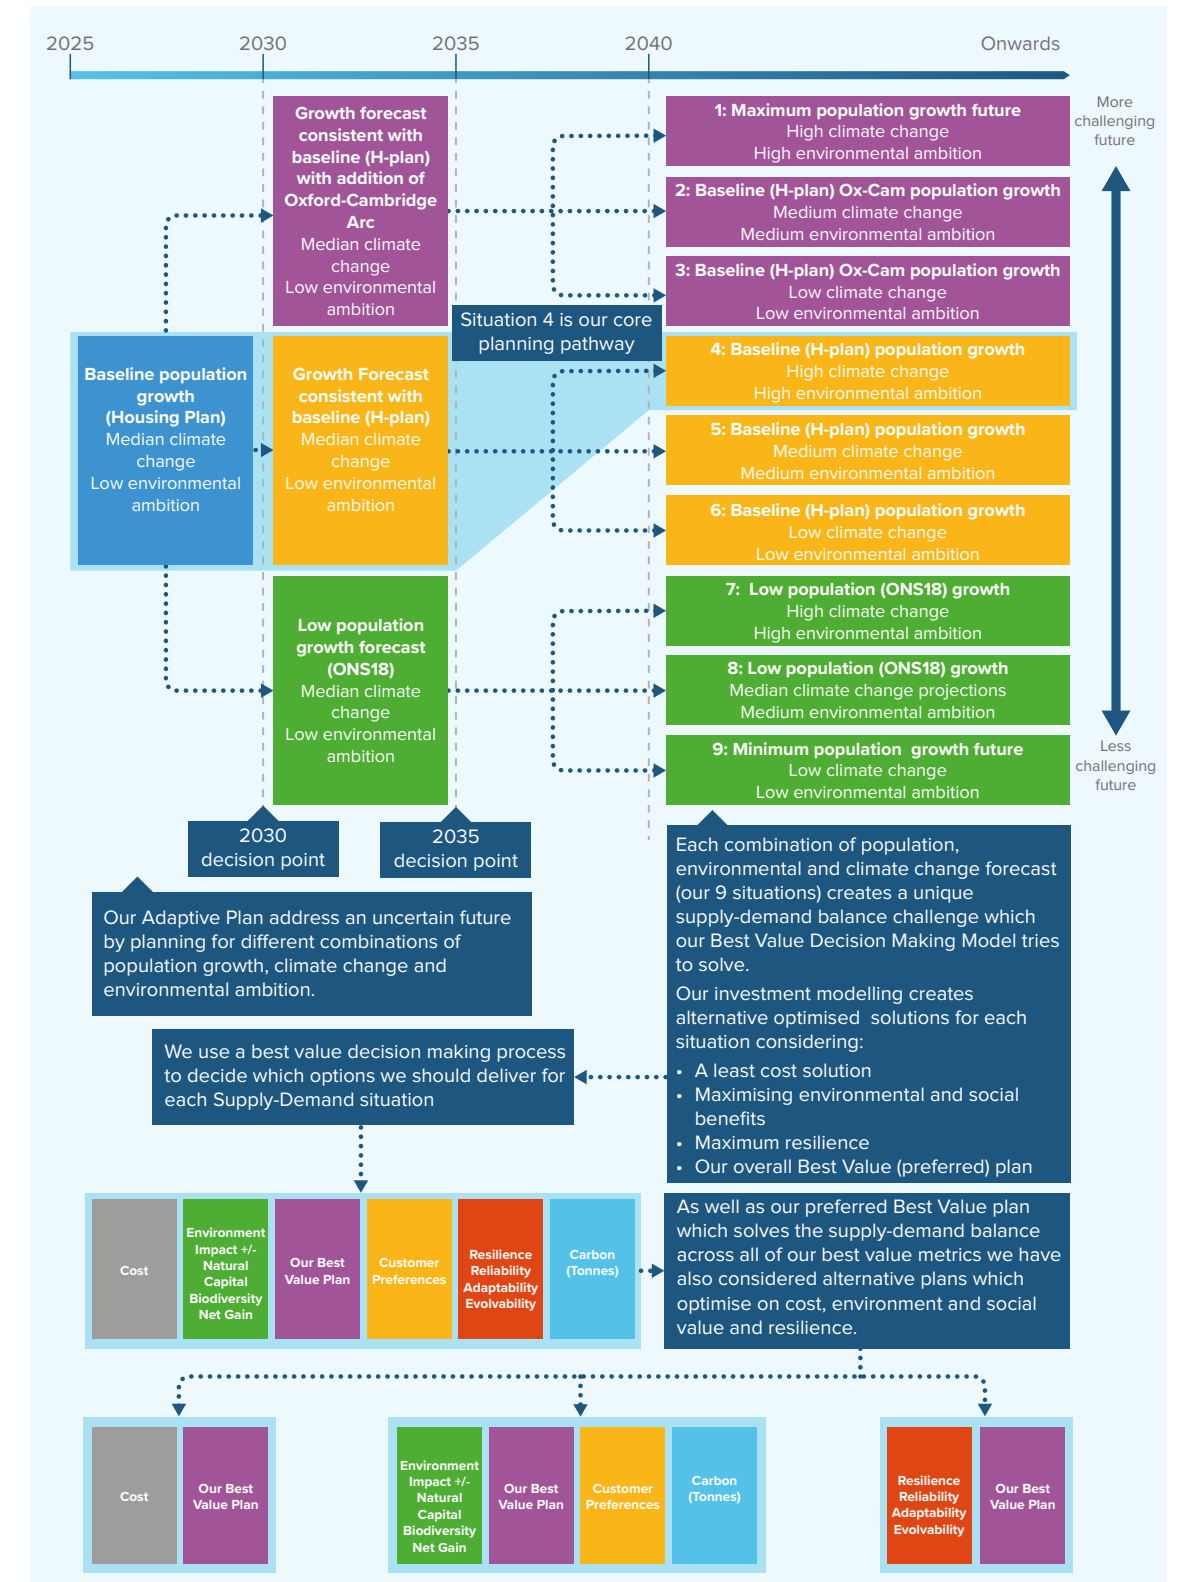 2025
2030
2035
2040
Onwards
More
challenging
future
Growth forecast
consistent with
baseline (H-plan)
with addition of
Oxford-Cambridge
Arc
Median climate
change
Low environmental
ambition
1: Maximum population growth future
High climate change
High environmental ambition
2: Baseline (H-plan) Ox-Cam population growth
Medium climate change
Medium environmental ambition
3: Baseline (H-plan) Ox-Cam population growth
Low climate change
Low environmental ambition
Situation 4 is our core
planning pathway
Baseline population
growth
(Housing Plan)
Median climate
change
Low environmental
ambition
Growth Forecast
consistent with
baseline (H-plan)
Median climate
change
Low environmental
ambition
4: Baseline (H-plan) population growth
High climate change
High environmental ambition
5: Baseline (H-plan) population growth
Medium climate change
Medium environmental ambition
6: Baseline (H-plan) population growth
Low climate change
Low environmental ambition
Low population
growth forecast
(ONS18)
Median climate
change
Low environmental
ambition
7:  Low population (ONS18) growth
High climate change
High environmental ambition
8: Low population (ONS18) growth
Median climate change projections
Medium environmental ambition
9: Minimum population  growth future
Low climate change
Low environmental ambition
Less
challenging
future
2030
decision point
2035
decision point
Our Adaptive Plan address an uncertain future
by planning for different combinations of
population growth, climate change and
environmental ambition.
Each combination of population,
environmental and climate change forecast
(our 9 situations) creates a unique
supply-demand balance challenge which
our Best Value Decision Making Model tries
to solve.
Our investment modelling creates
alternative optimised  solutions for each
situation considering:
• A least cost solution
• Maximising environmental and social
benefits
• Maximum resilience
• Our overall Best Value (preferred) plan
We use a best value decision making process
to decide which options we should deliver for
each Supply-Demand situation
Cost
Environment
Impact +/-
Natural
Capital
Biodiversity
Net Gain
Our Best
Value Plan
Customer
Preferences
Resilience
Reliability
Adaptability
Evolvability
Carbon
(Tonnes)
As well as our preferred Best Value plan
which solves the supply-demand balance
across all of our best value metrics we have
also considered alternative plans which
optimise on cost, environment and social
value and resilience.
Cost
Our Best
Value Plan
Environment
Impact +/-
Natural
Capital
Biodiversity
Net Gain
Our Best
Value Plan
Customer
Preferences
Carbon
(Tonnes)
Resilience
Reliability
Adaptability
Evolvability
Our Best
Value Plan